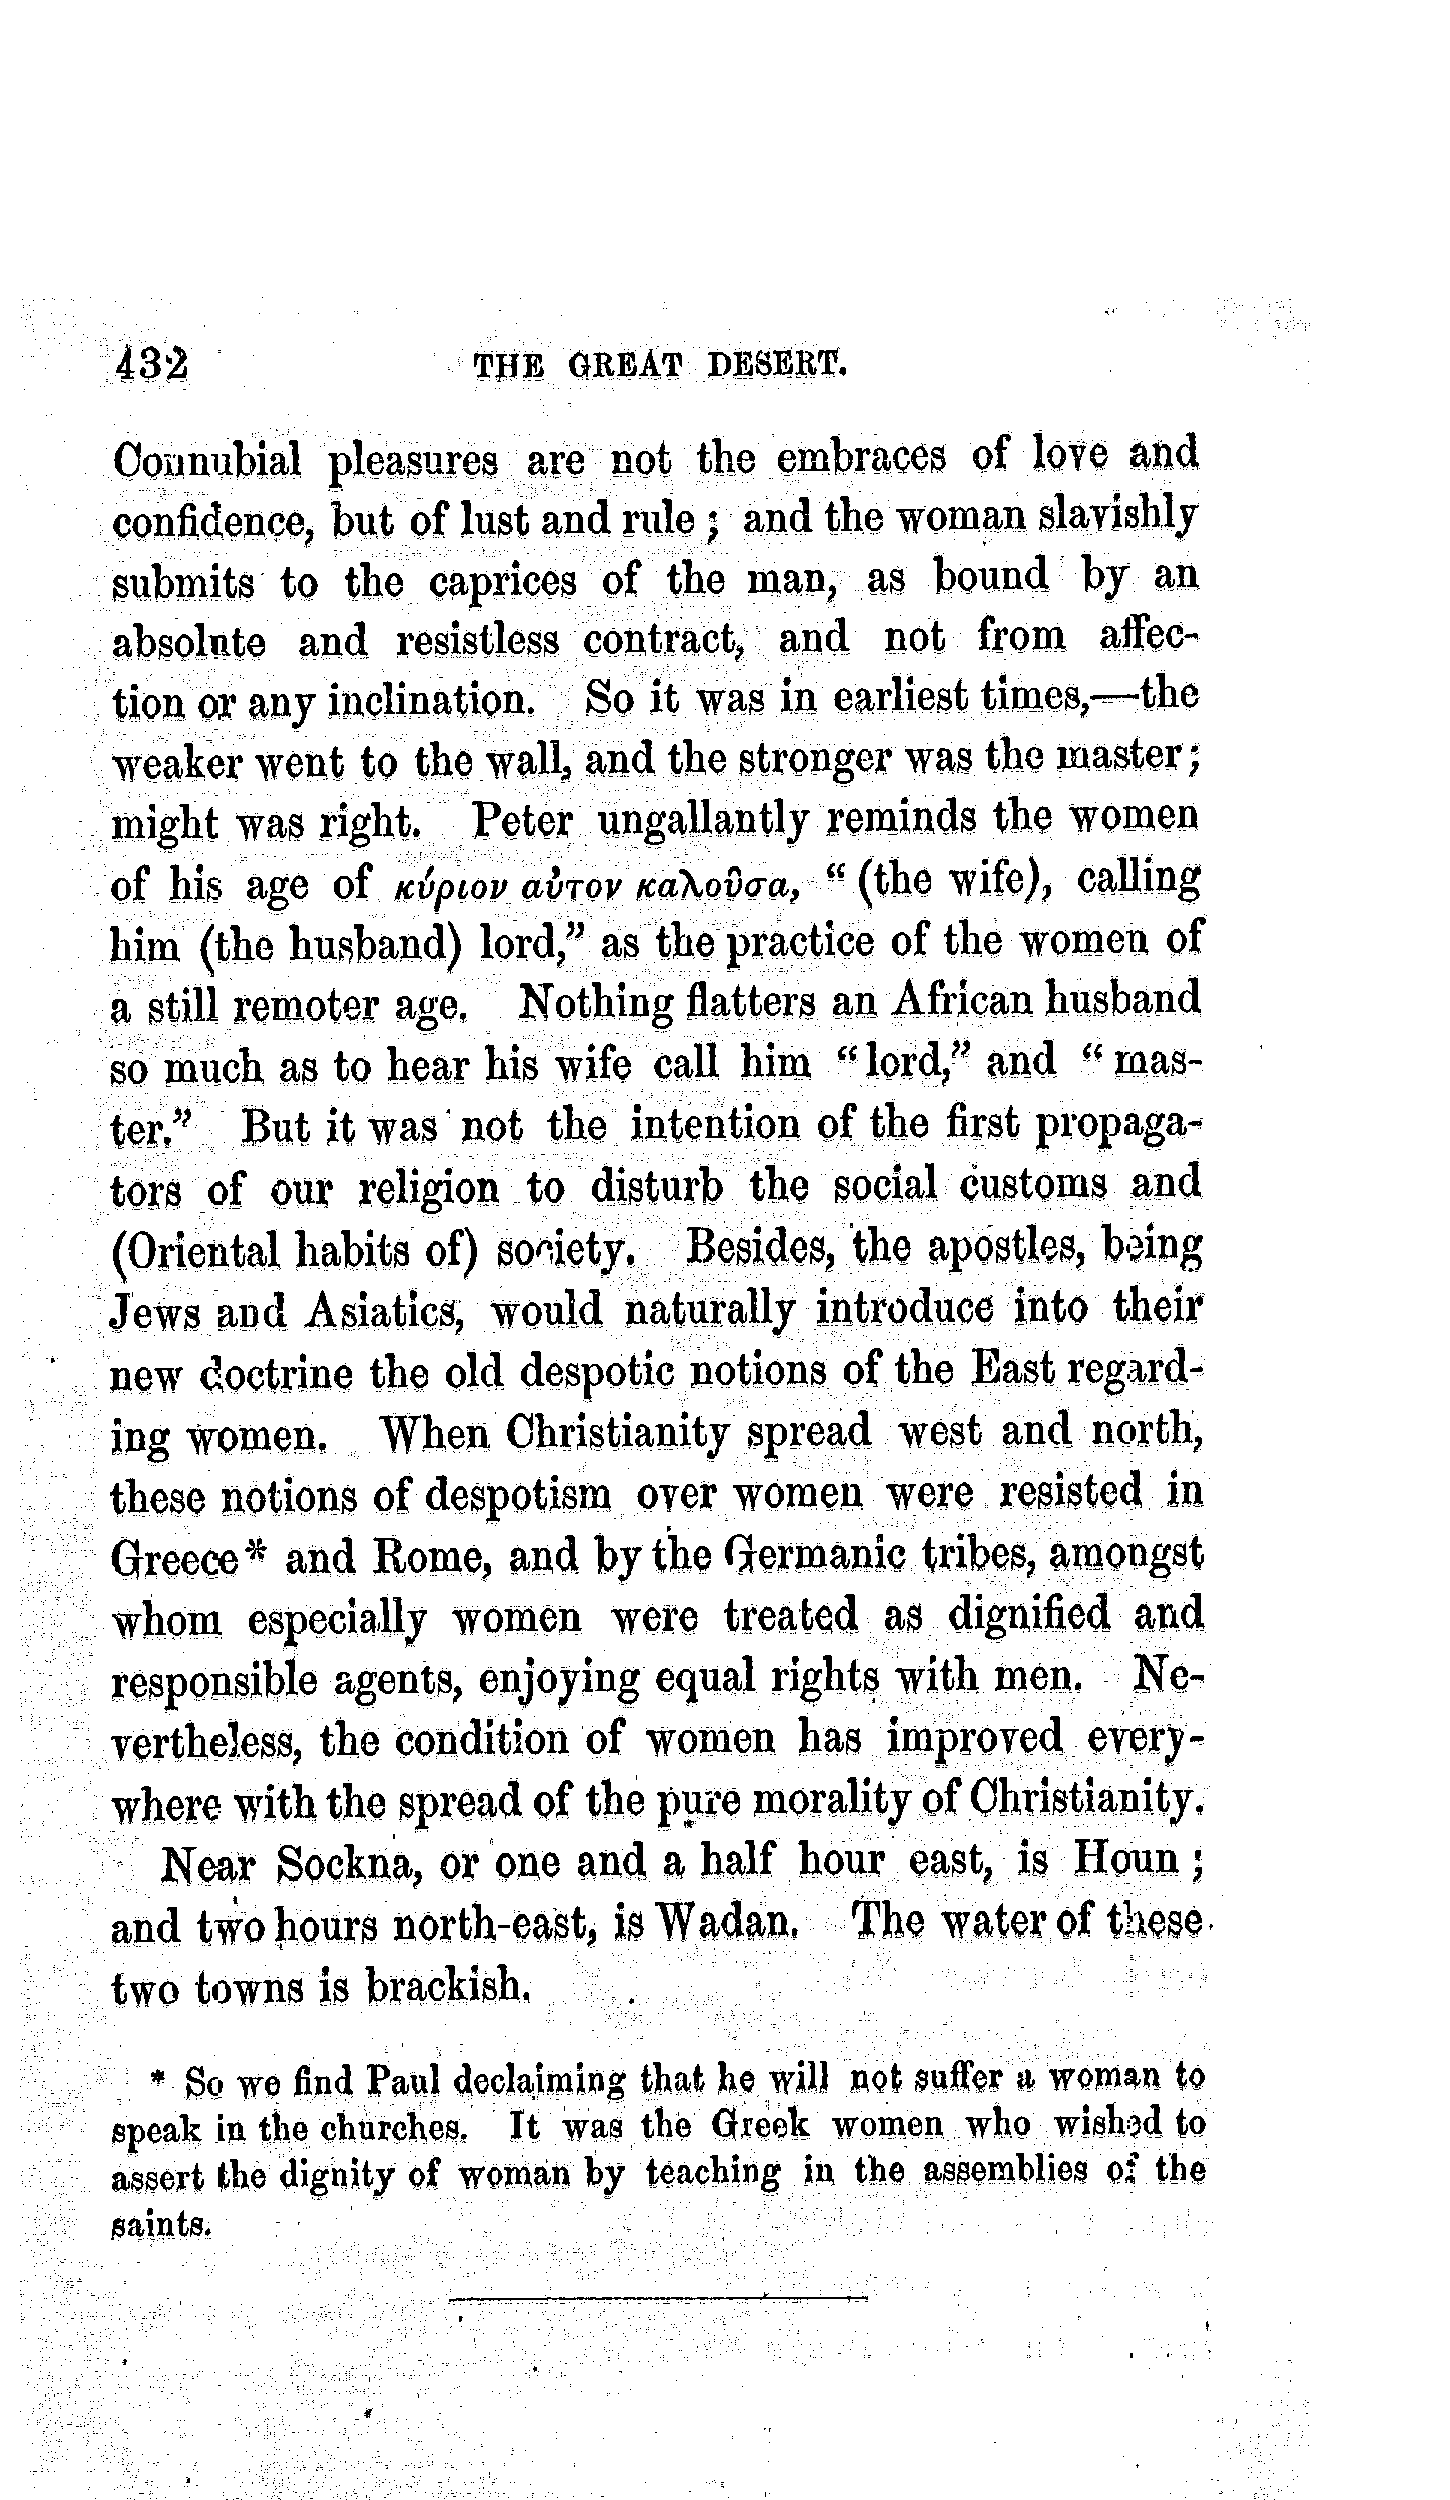 432 THE GREAT DESERT.
Connubial pleasures are not the embraces of love and
confidence, but of lust and rule ; and the woman slavishly
submits to the caprices of the man, as bound by an
absolute and resistless contract, and not from affec-
tion or any inclination. So it was in earliest times,—the
weaker went to the wall, and the stronger was the master;
might was right. Peter ungallantly reminds the women
of his age of κύριον αὐτον καλοῦσα, “ (the wife), calling
him (the husband) lord,” as the practice of the women of
a still remoter age. Nothing flatters an African husband
so much as to hear his wife call him “lord,” and “ mas-
ter.” But it was not the intention of the first propaga-
tors of our religion to disturb the social customs and
(Oriental habits of) society. Besides, the apostles, being
Jews and Asiatics, would naturally introduce into their
new doctrine the old despotic notions of the East regard-
ing women. When Christianity spread west and north,
these notions of despotism over women were resisted in
Greece* and Rome, and by the Germanic tribes, amongst
whom especially women were treated as dignified and
responsible agents, enjoying equal rights with men. Ne-
vertheless, the condition of women has improved every-
where with the spread of the pure morality of Christianity.
Near Sockna, or one and a half hour east, is Houn ;
and two hours north-east, is Wadan. The water of these
two towns is brackish.
* So we find Paul declaiming that he will not suffer a woman to
speak in the churches. It was the Greek women who wished to
assert the dignity of woman by teaching in the assemblies of the
saints.